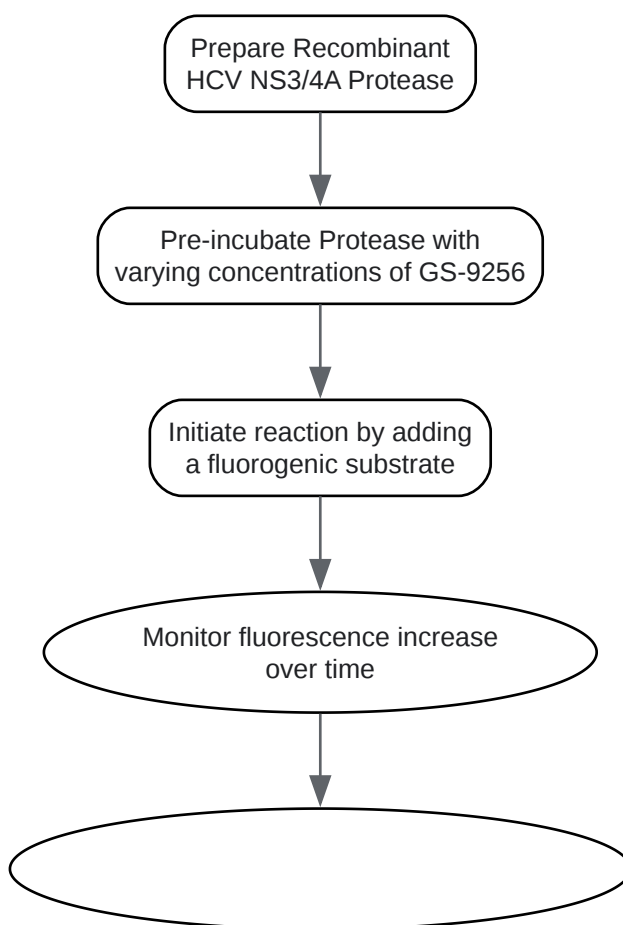 Prepare Recombinant
HCV NS3/4A Protease
Pre-incubate Protease with
varying concentrations of GS-9256
Initiate reaction by adding
a fluorogenic substrate
Monitor fluorescence increase
over time